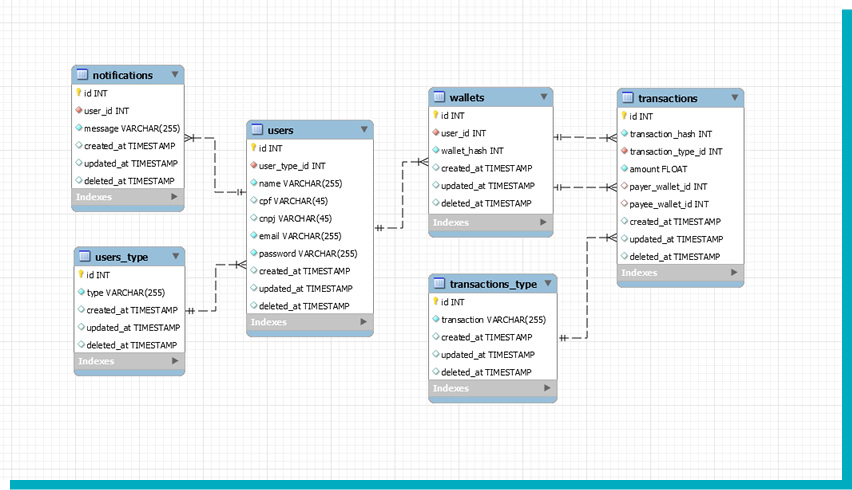 notifications
id INT
user_id INT
message VARCHAR(255)
created_at TIMESTAMP
updated_at TIMESTAMP
deleted_at TIMESTAMP
Indexes
users_type
id INT
type VARCHAR(255)
created_at TIMESTAMP
updated_at TIMESTAMP
deleted_at TIMESTAMP
Indexes
users
id INT
user_type_id INT
name VARCHAR(255)
cpf VARCHAR(45)
cnpj VARCHAR(45)
email VARCHAR(255)
password VARCHAR(255)
created_at TIMESTAMP
updated_at TIMESTAMP
deleted_at TIMESTAMP
Indexes
wallets
id INT
user_id INT
wallet_hash INT
created_at TIMESTAMP
updated_at TIMESTAMP
deleted_at TIMESTAMP
Indexes
transactions_type
id INT
transaction VARCHAR(255)
created_at TIMESTAMP
updated_at TIMESTAMP
deleted_at TIMESTAMP
Indexes
transactions
id INT
transaction_hash INT
transaction_type_id INT
amount FLOAT
payer_wallet_id INT
payee_wallet_id INT
created_at TIMESTAMP
updated_at TIMESTAMP
deleted_at TIMESTAMP
Indexes